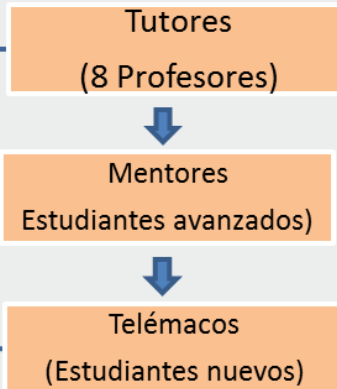 Tutores
(8 Profesores)
Mentores
Estudiantes avanzados)
Telémacos
(Estudiantes nuevos)